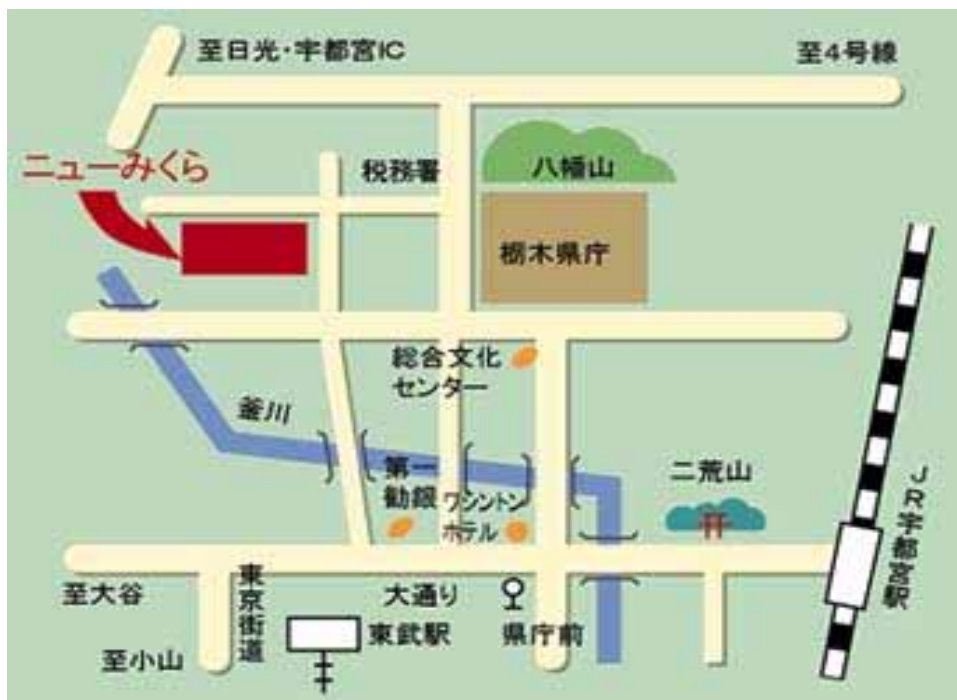 至日光・宇都宮IC
至4号線
ニューみくら
税務署
八幡山
栃木県庁
総合文化
センター
釜川
第一
勧銀
ワシントン
ホテル
二荒山
JR宇都宮駅
至大谷
東京街道
大通り
東武駅
県庁前
至小山